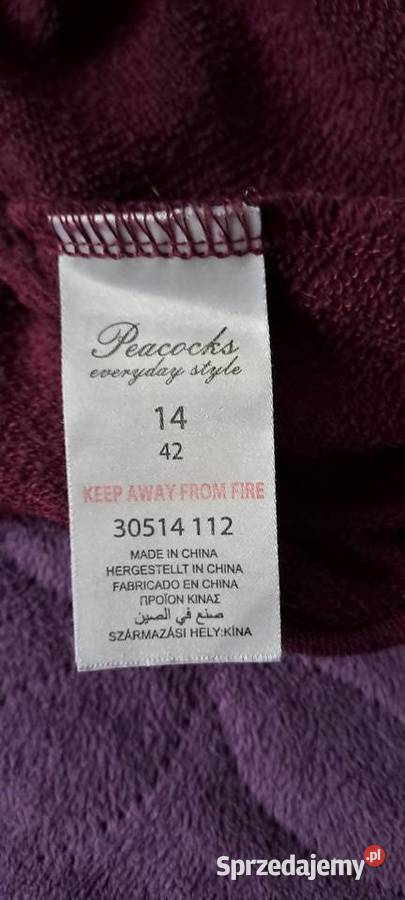 Peacocks
everyday style
14
42
KEEP AWAY FROM FIRE
30514 112
MADE IN CHINA
HERGESTELLT IN CHINA
FABRICADO EN CHINA
ΠΡΟΪΟΝ ΚΙΝΑΣ
صنع في الصين
SZÁRMAZÁSI HELY:KÍNA
Sprzedajemy.pl